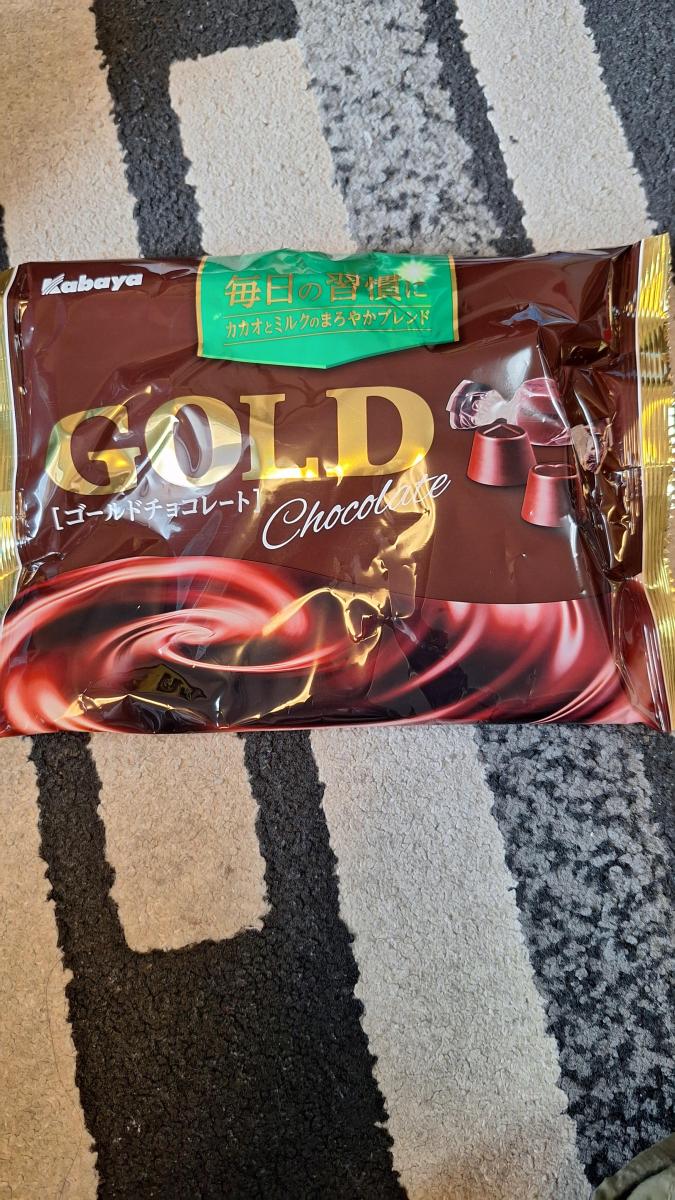 Kabaya
毎日の習慣に
カカオとミルクのまろやかブレンド
GOLD
[ゴールドチョコレート]
Chocolate